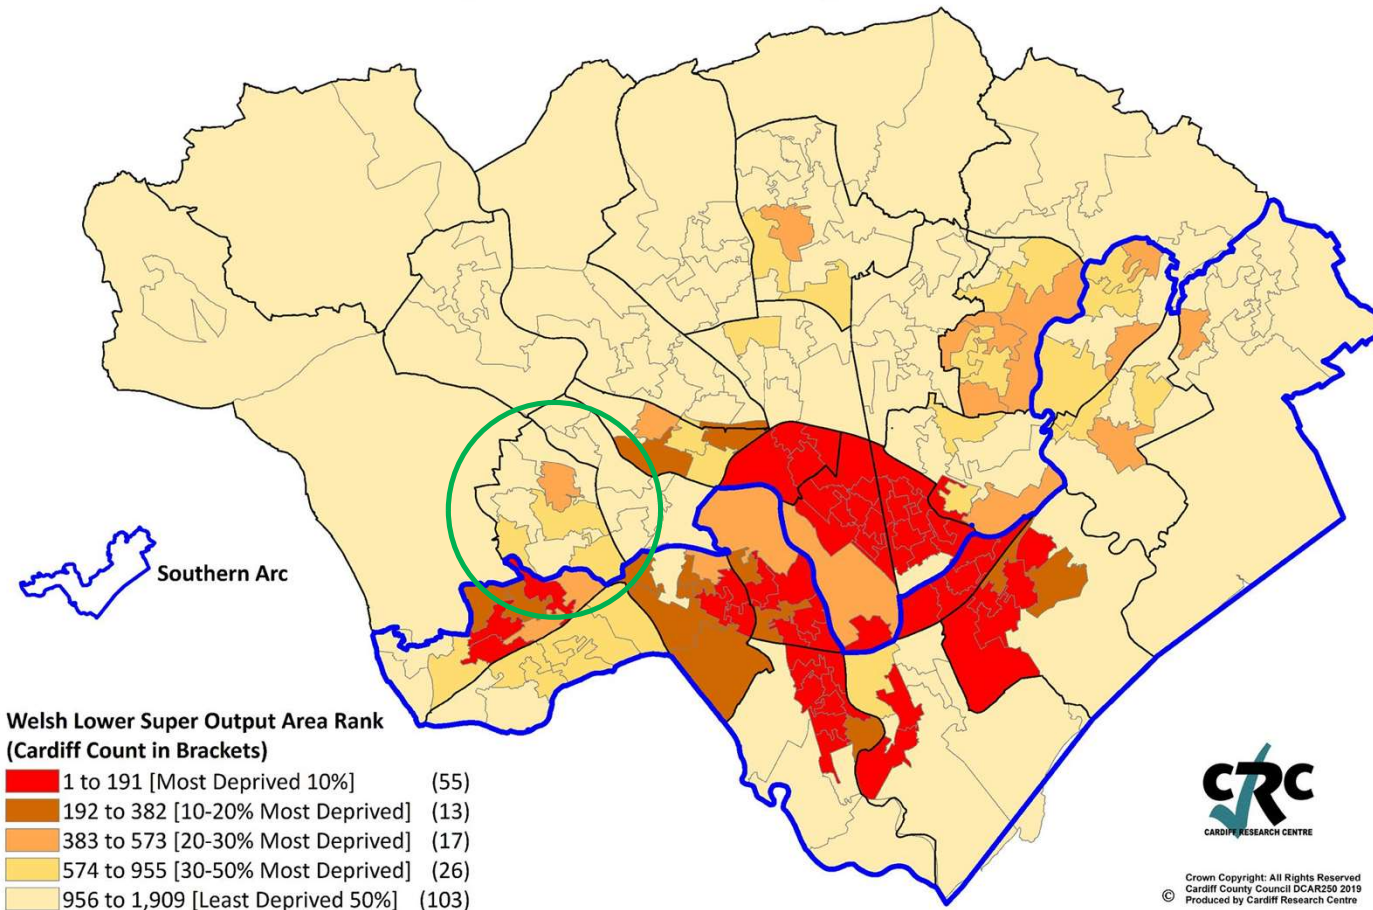 Southern Arc
Welsh Lower Super Output Area Rank
(Cardiff Count in Brackets)
1 to 191 [Most Deprived 10%] (55)
192 to 382 [10-20% Most Deprived] (13)
383 to 573 [20-30% Most Deprived] (17)
574 to 955 [30-50% Most Deprived] (26)
956 to 1,909 [Least Deprived 50%] (103)
CRC
CARDIFF RESEARCH CENTRE
Crown Copyright: All Rights Reserved
Cardiff County Council DCAR250 2019
© Produced by Cardiff Research Centre